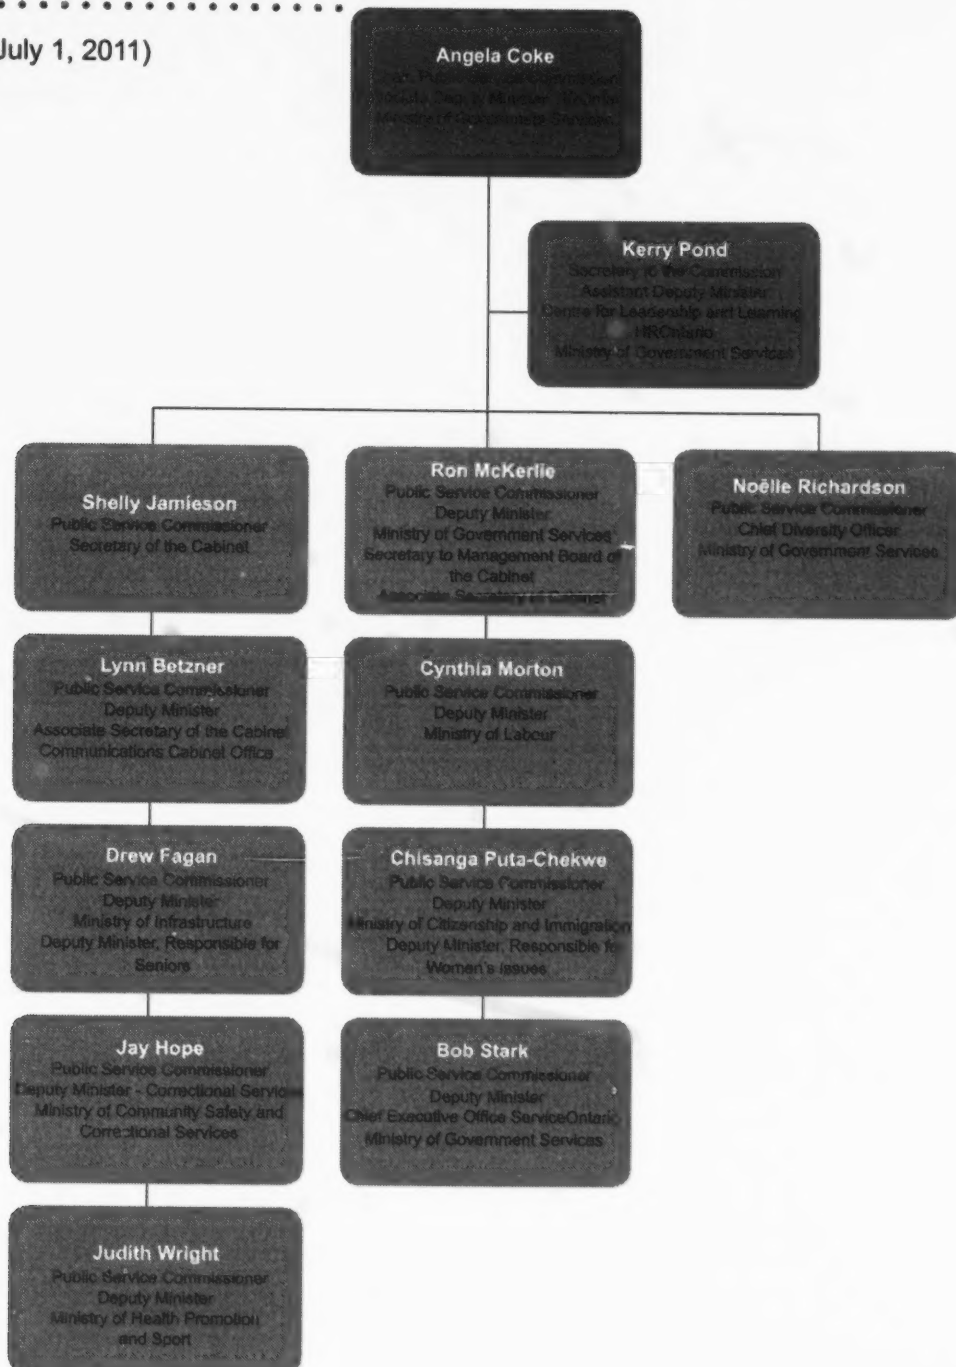 July 1, 2011)
Angela Coke
Ministry of Government Services
Kerry Pond
Secretary to the Commission
Assistant Deputy Minister
Centre for Leadership and Learning
HROntario
Ministry of Government Services
Shelly Jamieson
Public Service Commissioner
Secretary of the Cabinet
Ron McKerlie
Public Service Commissioner
Deputy Minister
Ministry of Government Services
Secretary to Management Board of
the Cabinet
Associate Secretary of Cabinet
Noëlle Richardson
Public Service Commissioner
Chief Diversity Officer
Ministry of Government Services
Lynn Betzner
Public Service Commissioner
Deputy Minister
Associate Secretary of the Cabinet
Communications Cabinet Office
Cynthia Morton
Public Service Commissioner
Deputy Minister
Ministry of Labour
Drew Fagan
Public Service Commissioner
Deputy Minister
Ministry of Infrastructure
Deputy Minister, Responsible for
Seniors
Chisanga Puta-Chekwe
Public Service Commissioner
Deputy Minister
Ministry of Citizenship and Immigration
Deputy Minister, Responsible for
Women's Issues
Jay Hope
Public Service Commissioner
Deputy Minister - Correctional Services
Ministry of Community Safety and
Correctional Services
Bob Stark
Public Service Commissioner
Deputy Minister
Chief Executive Office ServiceOntario
Ministry of Government Services
Judith Wright
Public Service Commissioner
Deputy Minister
Ministry of Health Promotion
and Sport